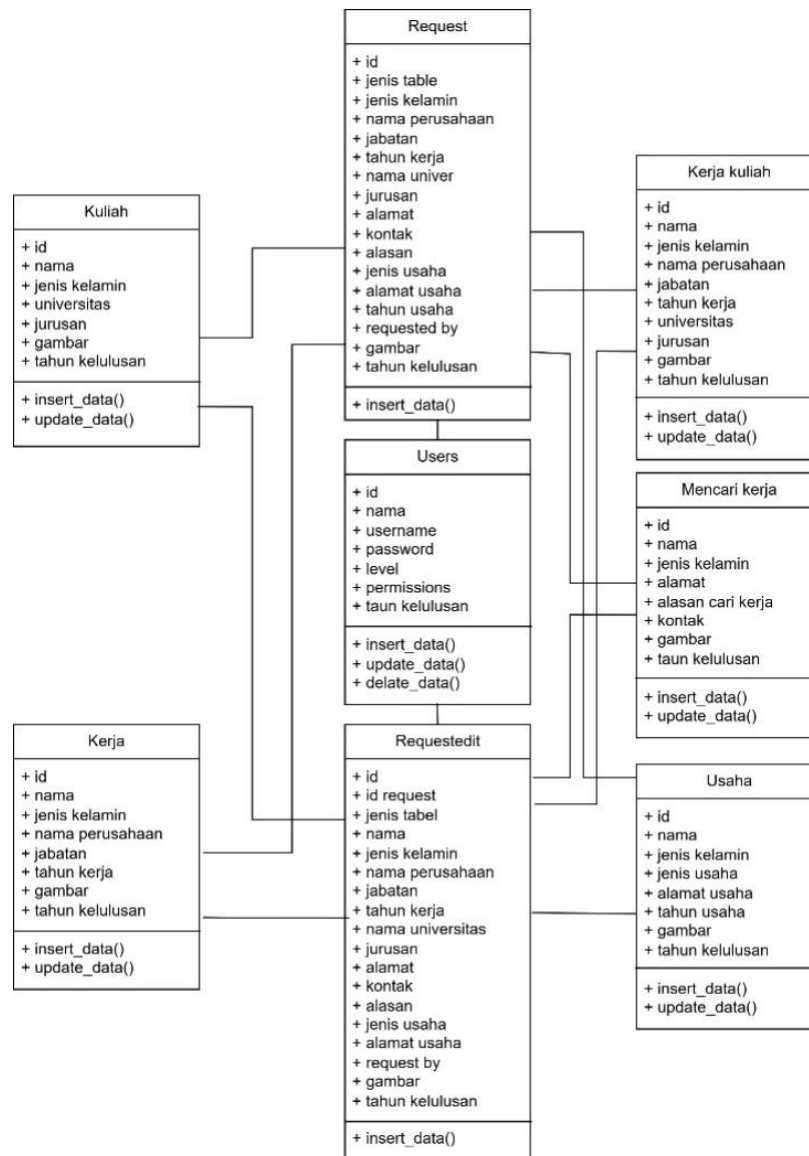 Request
+ id
+ jenis table
+ jenis kelamin
+ nama perusahaan
+ jabatan
+ tahun kerja
+ nama univer
+ jurusan
+ alamat
+ kontak
+ alasan
+ jenis usaha
+ alamat usaha
+ tahun usaha
+ requested by
+ gambar
+ tahun kelulusan
+ insert_data()
Kuliah
+ id
+ nama
+ jenis kelamin
+ universitas
+ jurusan
+ gambar
+ tahun kelulusan
+ insert_data()
+ update_data()
Kerja kuliah
+ id
+ nama
+ jenis kelamin
+ nama perusahaan
+ jabatan
+ tahun kerja
+ universitas
+ jurusan
+ gambar
+ tahun kelulusan
+ insert_data()
+ update_data()
Users
+ id
+ nama
+ username
+ password
+ level
+ permissions
+ taun kelulusan
+ insert_data()
+ update_data()
+ delate_data()
Mencari kerja
+ id
+ nama
+ jenis kelamin
+ alamat
+ alasan cari kerja
+ kontak
+ gambar
+ taun kelulusan
+ insert_data()
+ update_data()
Kerja
+ id
+ nama
+ jenis kelamin
+ nama perusahaan
+ jabatan
+ tahun kerja
+ gambar
+ tahun kelulusan
+ insert_data()
+ update_data()
Requestedit
+ id
+ id request
+ jenis tabel
+ nama
+ jenis kelamin
+ nama perusahaan
+ jabatan
+ tahun kerja
+ nama universitas
+ jurusan
+ alamat
+ kontak
+ alasan
+ jenis usaha
+ alamat usaha
+ request by
+ gambar
+ tahun kelulusan
+ insert_data()
Usaha
+ id
+ nama
+ jenis kelamin
+ jenis usaha
+ alamat usaha
+ tahun usaha
+ gambar
+ tahun kelulusan
+ insert_data()
+ update_data()